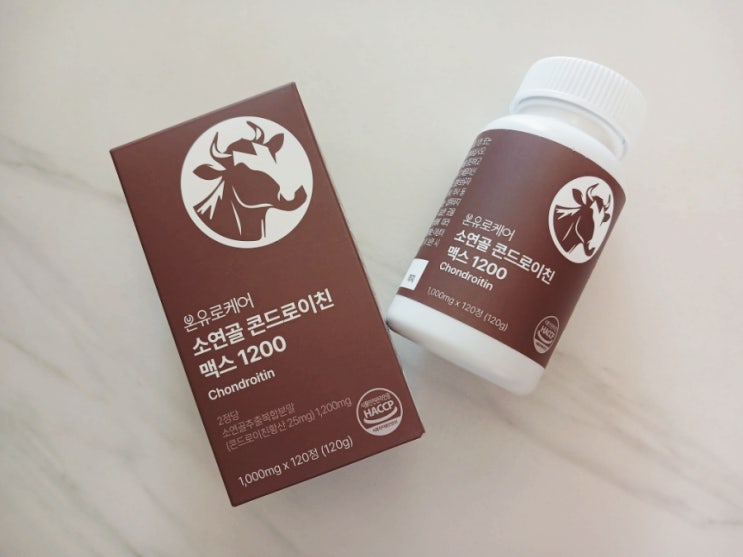 본유로케어
소연골 콘드로이친
맥스 1200
Chondroitin
2정당
소연골추출복합분말
(콘드로이친황산 25mg) 1,200mg
1,000mg x 120정 (120g)
HACCP
본유로케어
소연골 콘드로이친
맥스 1200
Chondroitin
1,000mg x 120정 (120g)
HACCP